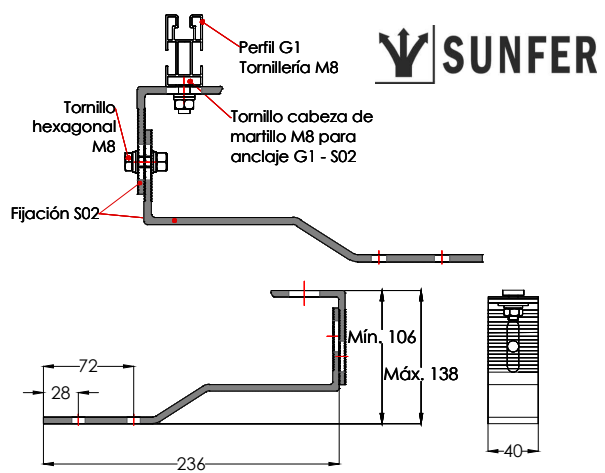 Perfil G1
Tornillería M8
SUNFER
Tornillo
hexagonal
M8
Tornillo cabeza de
martillo M8 para
anclaje G1 - S02
Fijación S02
Mín. 106
Máx. 138
72
28
236
40